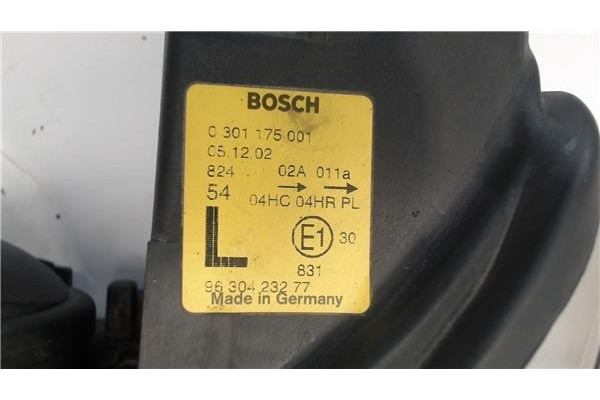 BOSCH
0 301 175 001
05.12.02
824 02A 011a
54 → → 04HC 04HR PL
L E1 30
831
96 304 232 77
Made in Germany